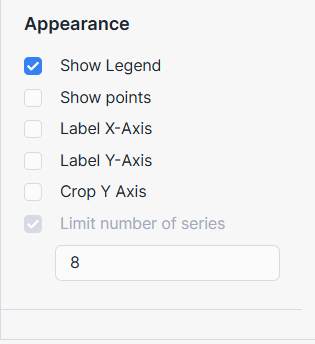 Appearance
Show Legend
Show points
Label X-Axis
Label Y-Axis
Crop Y Axis
Limit number of series
8